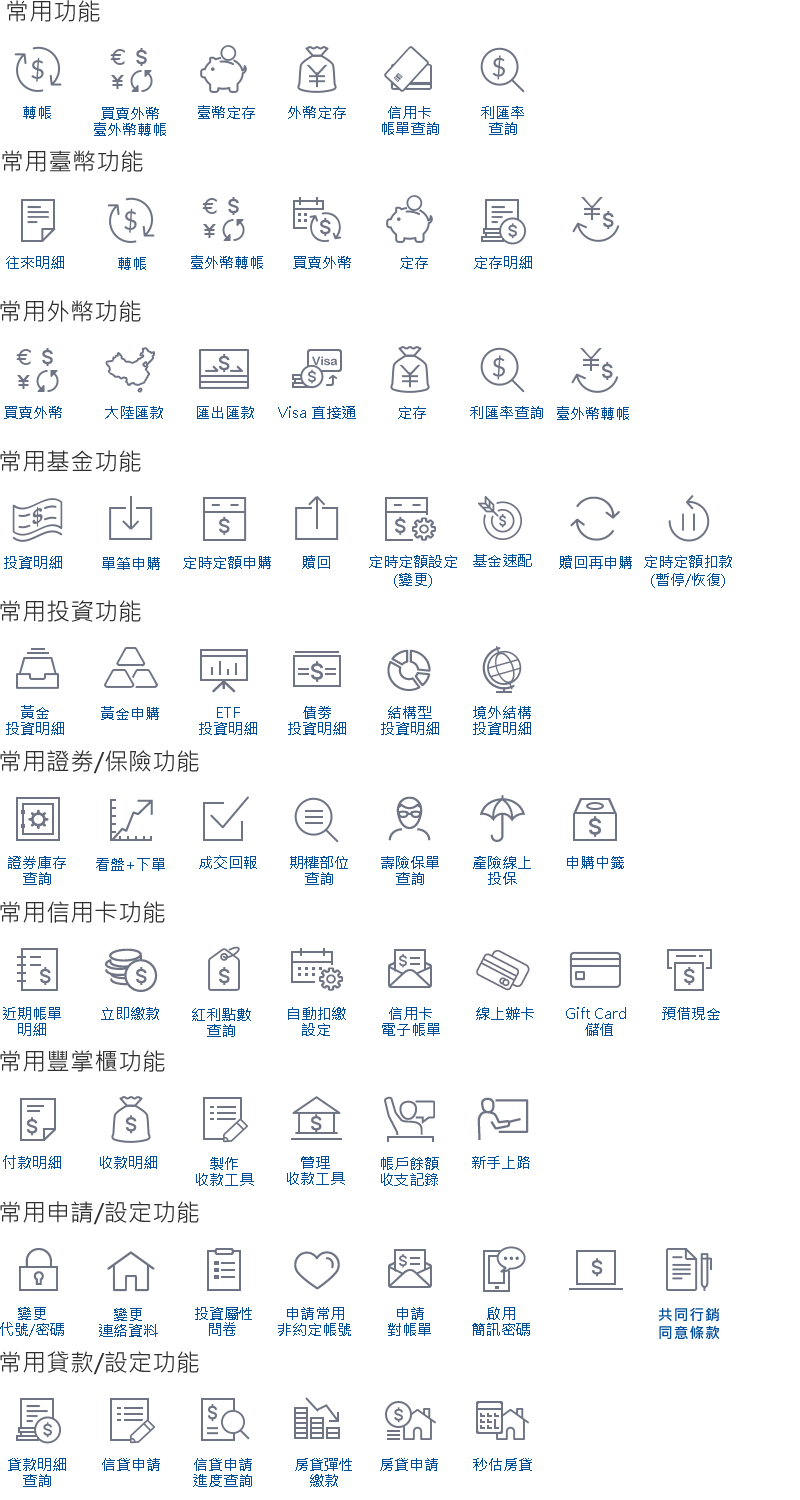 常用功能
轉帳
買賣外幣
臺外幣轉帳
臺幣定存
外幣定存
信用卡
帳單查詢
利匯率
查詢
常用臺幣功能
往來明細
轉帳
臺外幣轉帳
買賣外幣
定存
定存明細
常用外幣功能
買賣外幣
大陸匯款
匯出匯款
Visa
Visa 直接通
定存
利匯率查詢
臺外幣轉帳
常用基金功能
投資明細
單筆申購
定時定額申購
贖回
定時定額設定
(變更)
基金速配
贖回再申購
定時定額扣款
(暫停/恢復)
常用投資功能
黃金
投資明細
黃金申購
ETF
投資明細
債券
投資明細
結構型
投資明細
境外結構
投資明細
常用證券/保險功能
證券庫存
查詢
看盤+下單
成交回報
期權部位
查詢
壽險保單
查詢
產險線上
投保
申購中籤
常用信用卡功能
近期帳單
明細
立即繳款
紅利點數
查詢
自動扣繳
設定
信用卡
電子帳單
線上辦卡
Gift Card
儲值
預借現金
常用豐掌櫃功能
付款明細
收款明細
製作
收款工具
管理
收款工具
帳戶餘額
收支記錄
新手上路
常用申請/設定功能
變更
代號/密碼
變更
連絡資料
投資屬性
問卷
申請常用
非約定帳號
申請
對帳單
啟用
簡訊密碼
共同行銷
同意條款
常用貸款/設定功能
貸款明細
查詢
信貸申請
信貸申請
進度查詢
房貸彈性
繳款
房貸申請
秒估房貸